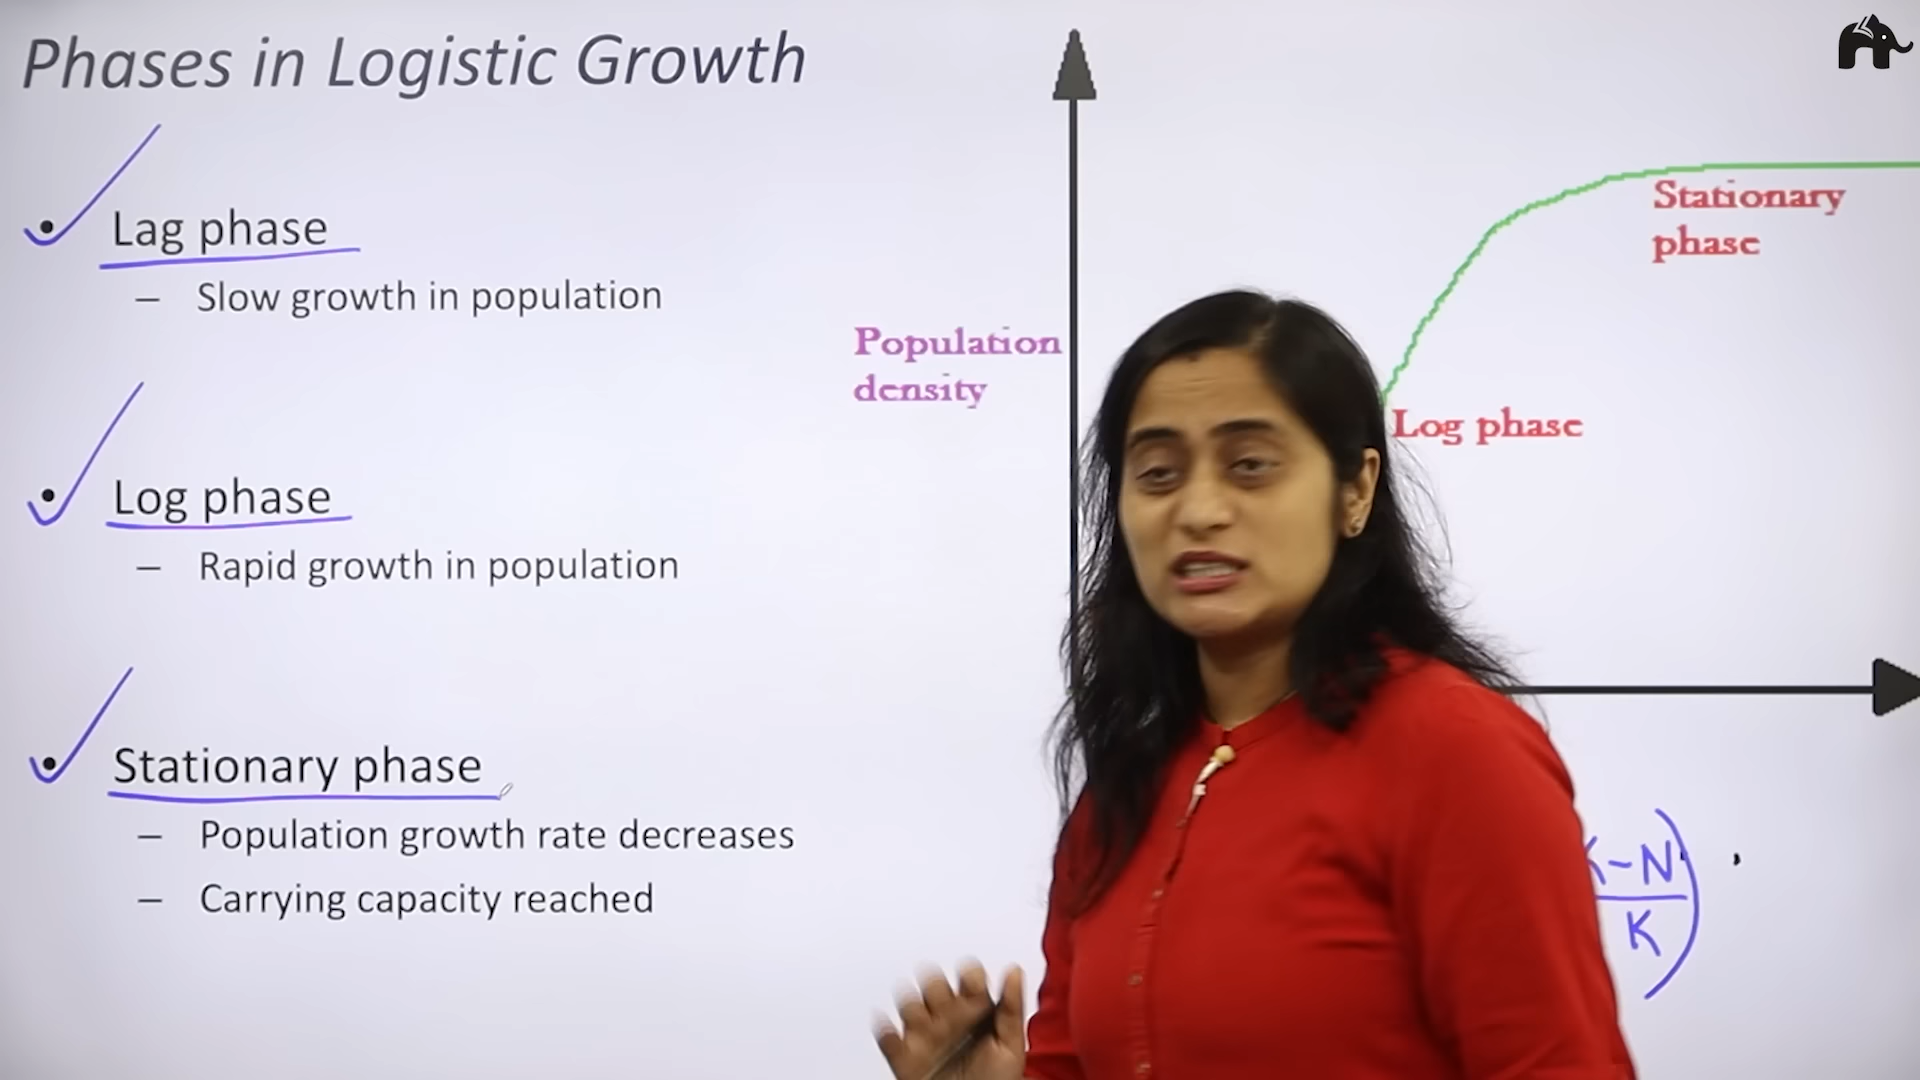 Phases in Logistic Growth
• Lag phase
– Slow growth in population
• Log phase
– Rapid growth in population
• Stationary phase
– Population growth rate decreases
– Carrying capacity reached
Population
density
Stationary
phase
Log phase
K-N
K